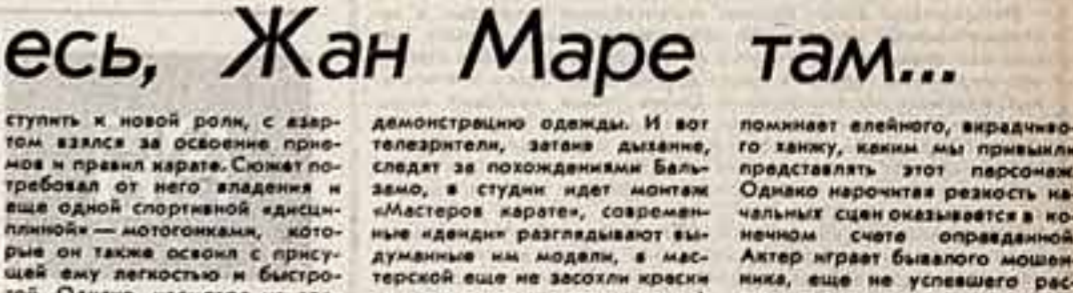 есь, Жан Маре там...
ступить к новой роли, с азар-
том взялся за освоение прие-
мов и правил карате. Сюжет по-
требовал от него владения и
еще одной спортивной «дисци-
плиной» — мотогонками, кото-
рые он также освоил с прису-
щей ему легкостью и быстро-
демонстрацию одежды. И вот
телезрители, затаив дыхание,
следят за похождениями Баль-
замо, в студии идет монтаж
«Мастеров карате», современ-
ные «денди» разглядывают вы-
думанные им модели, в мас-
терской еще не засохли краски
поминает елейного, вкрадчиво-
го ханжу, каким мы привыкли
представлять этот персонаж
Однако нарочитая резкость на-
чальных сцен оказывается в ко-
нечном счете оправданной
Актер играет бывалого мошен-
ника, еще не успевшего рас-